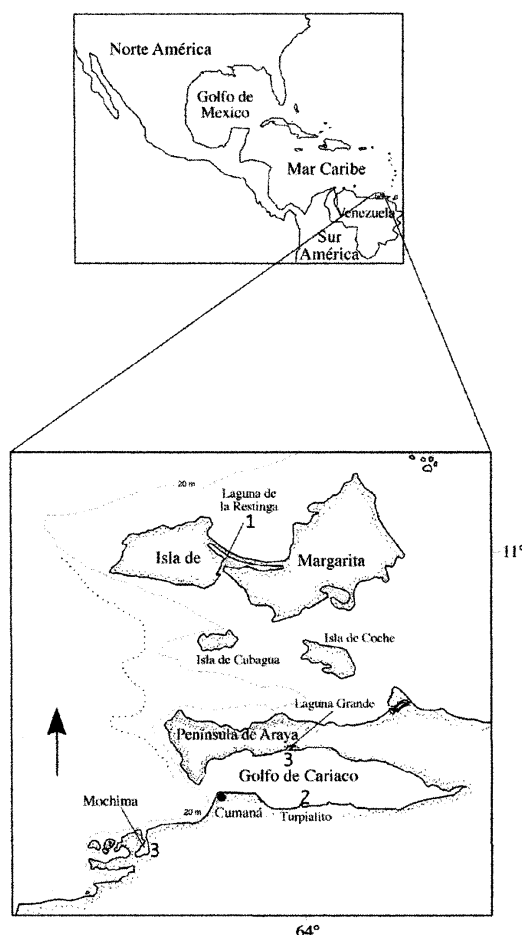 Norte América
Golfo de
Mexico
Mar Caribe
Venezuela
Sur
América
20 m
Laguna de
la Restinga
1
Isla de
Margarita
11°
Isla de Coche
Isla de Cubagua
Laguna Grande
Península de Araya
3
Golfo de Cariaco
2
Mochima
Cumaná
Turpialito
20 m
3
64°